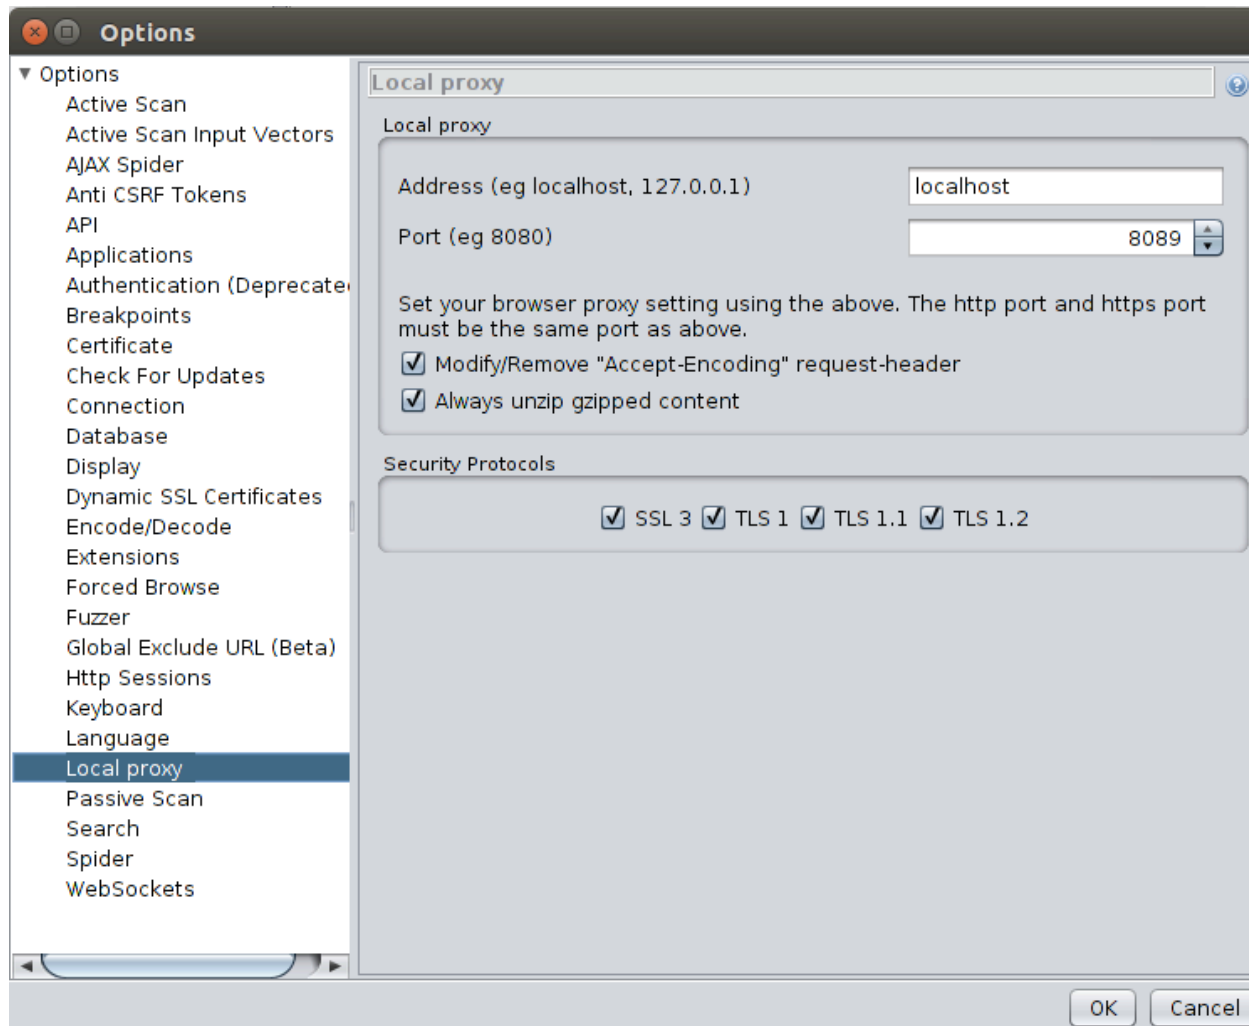 Options
Options
Active Scan
Active Scan Input Vectors
AJAX Spider
Anti CSRF Tokens
API
Applications
Authentication (Deprecate
Breakpoints
Certificate
Check For Updates
Connection
Database
Display
Dynamic SSL Certificates
Encode/Decode
Extensions
Forced Browse
Fuzzer
Global Exclude URL (Beta)
Http Sessions
Keyboard
Language
Local proxy
Passive Scan
Search
Spider
WebSockets
Local proxy
Local proxy
Address (eg localhost, 127.0.0.1) localhost
Port (eg 8080) 8089
Set your browser proxy setting using the above. The http port and https port
must be the same port as above.
Modify/Remove "Accept-Encoding" request-header
Always unzip gzipped content
Security Protocols
SSL 3 TLS 1 TLS 1.1 TLS 1.2
OK Cancel